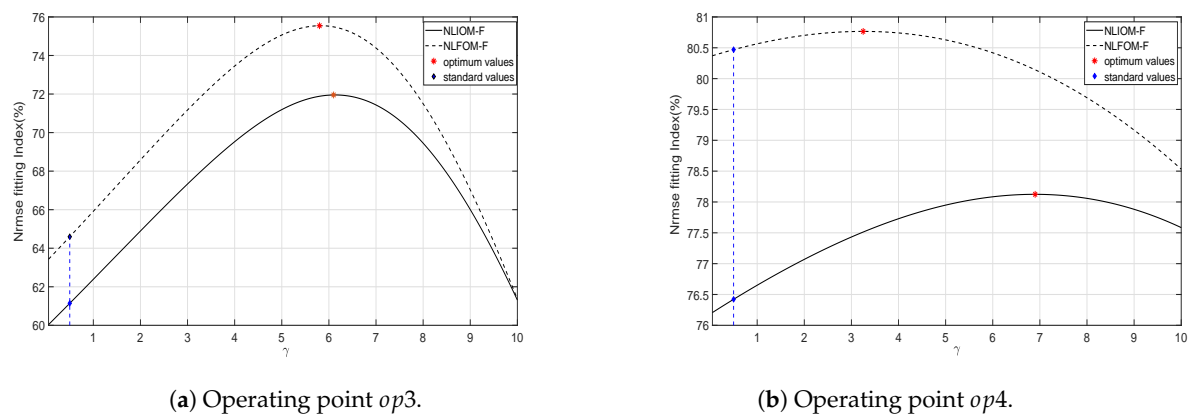 76
74
72
70
68
66
64
62
60
Nrmse fitting Index(%)
1 2 3 4 5 6 7 8 9 10
γ
NLIOM-F
NLFOM-F
optimum values
standard values
(a) Operating point op3.
81
80.5
80
79.5
79
78.5
78
77.5
77
76.5
76
Nrmse fitting Index(%)
1 2 3 4 5 6 7 8 9 10
γ
NLIOM-F
NLFOM-F
optimum values
standard values
(b) Operating point op4.